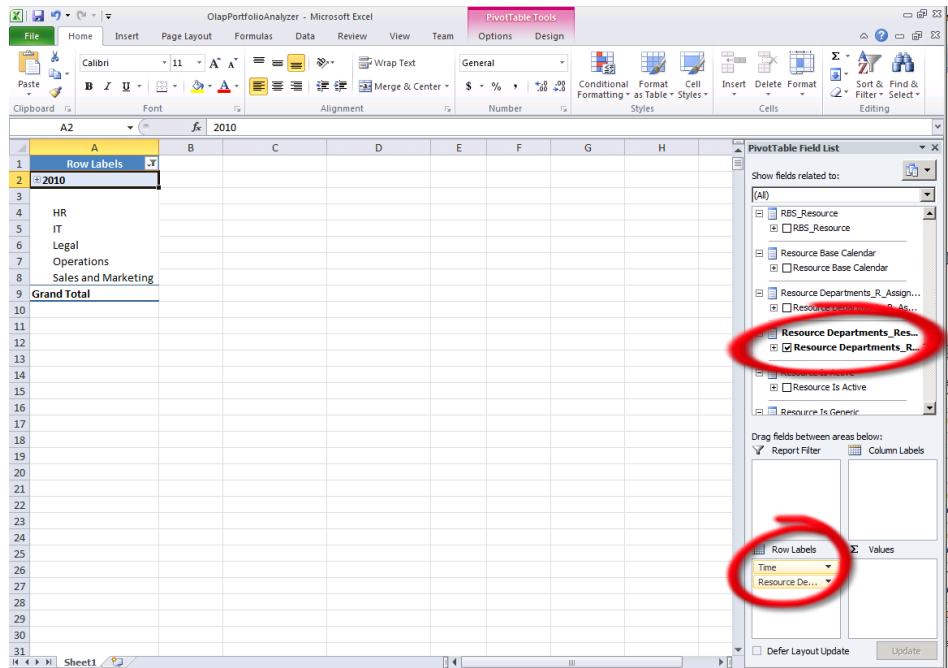 OlapPortfolioAnalyzer - Microsoft Excel
PivotTable Tools
File Home Insert Page Layout Formulas Data Review View Team Options Design
Paste
Calibri 11
B I U
Wrap Text
Merge & Center
General
$ % ,
Conditional Formatting
Format as Table
Cell Styles
Insert Delete Format
Sort & Filter
Find & Select
Clipboard Font Alignment Number Styles Cells Editing
A2 fx 2010
A B C D E F G H
1 Row Labels
2 2010
3
4 HR
5 IT
6 Legal
7 Operations
8 Sales and Marketing
9 Grand Total
10
11
12
13
14
15
16
17
18
19
20
21
22
23
24
25
26
27
28
29
30
31
Sheet1
PivotTable Field List
Show fields related to:
(All)
RBS_Resource
RBS_Resource
Resource Base Calendar
Resource Base Calendar
Resource Departments_R_Assign...
Resource Departments_R_As...
Resource Departments_Res...
Resource Departments_R...
Resource Is Active
Resource Is Active
Resource Is Generic
Drag fields between areas below:
Report Filter Column Labels
Row Labels Σ Values
Time
Resource De...
Defer Layout Update Update